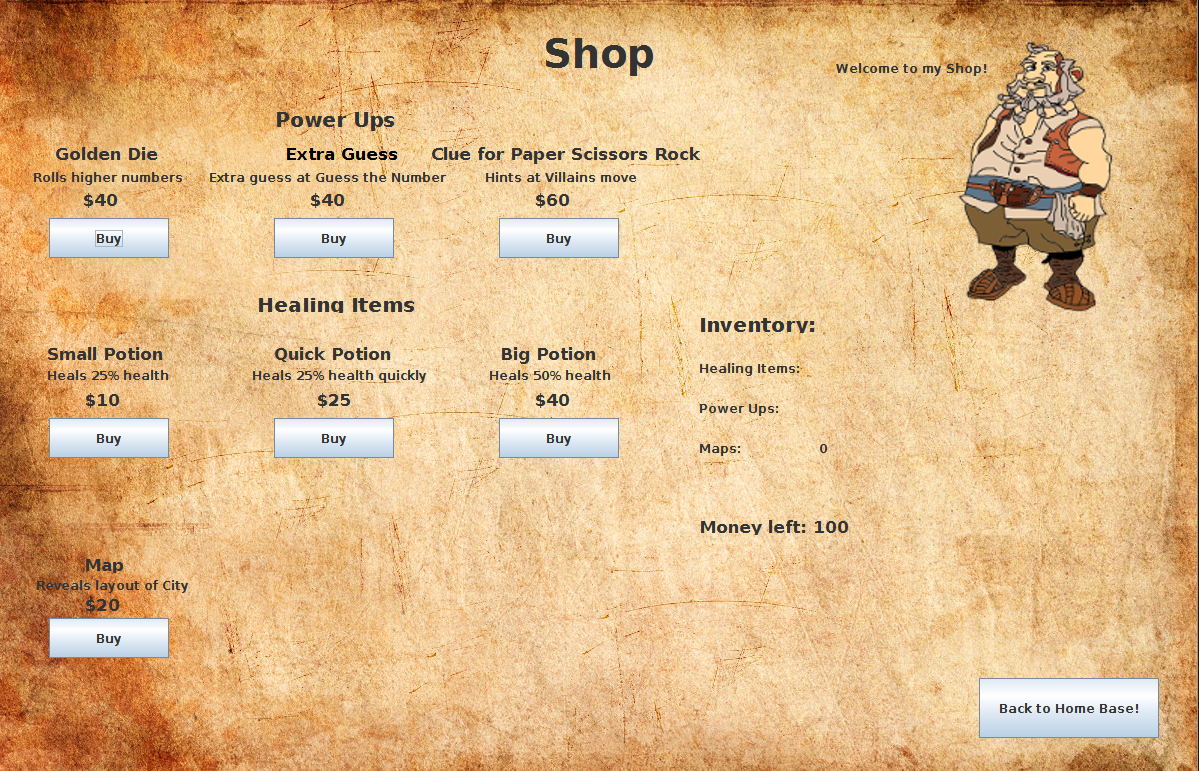 Shop
Welcome to my Shop!
Power Ups
Golden Die
Extra Guess
Clue for Paper Scissors Rock
Rolls higher numbers
Extra guess at Guess the Number
Hints at Villains move
$40
$40
$60
Buy
Buy
Buy
Healing Items
Small Potion
Quick Potion
Big Potion
Heals 25% health
Heals 25% health quickly
Heals 50% health
$10
$25
$40
Buy
Buy
Buy
Inventory:
Healing Items:
Power Ups:
Maps: 0
Money left: 100
Map
Reveals layout of City
$20
Buy
Back to Home Base!